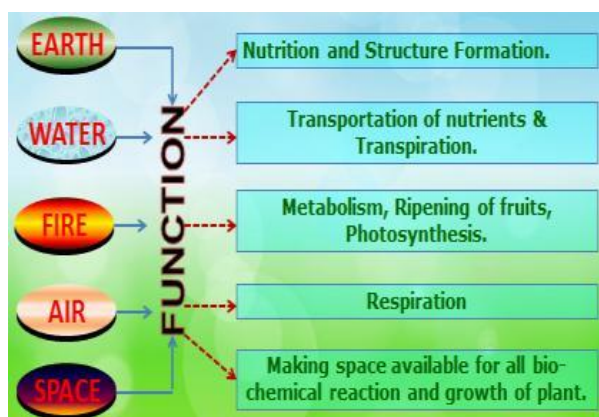 EARTH
Nutrition and Structure Formation.
WATER
Transportation of nutrients &
Transpiration.
FUNCTION
FIRE
Metabolism, Ripening of fruits,
Photosynthesis.
AIR
Respiration
SPACE
Making space available for all bio-
chemical reaction and growth of plant.